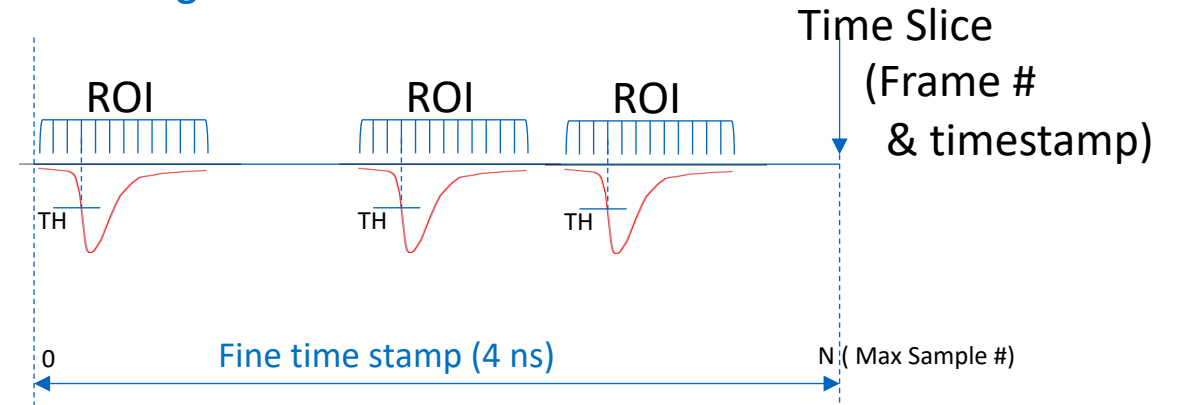 Time Slice
(Frame #
& timestamp)
ROI
ROI
ROI
TH
TH
TH
0
Fine time stamp (4 ns)
N ( Max Sample #)